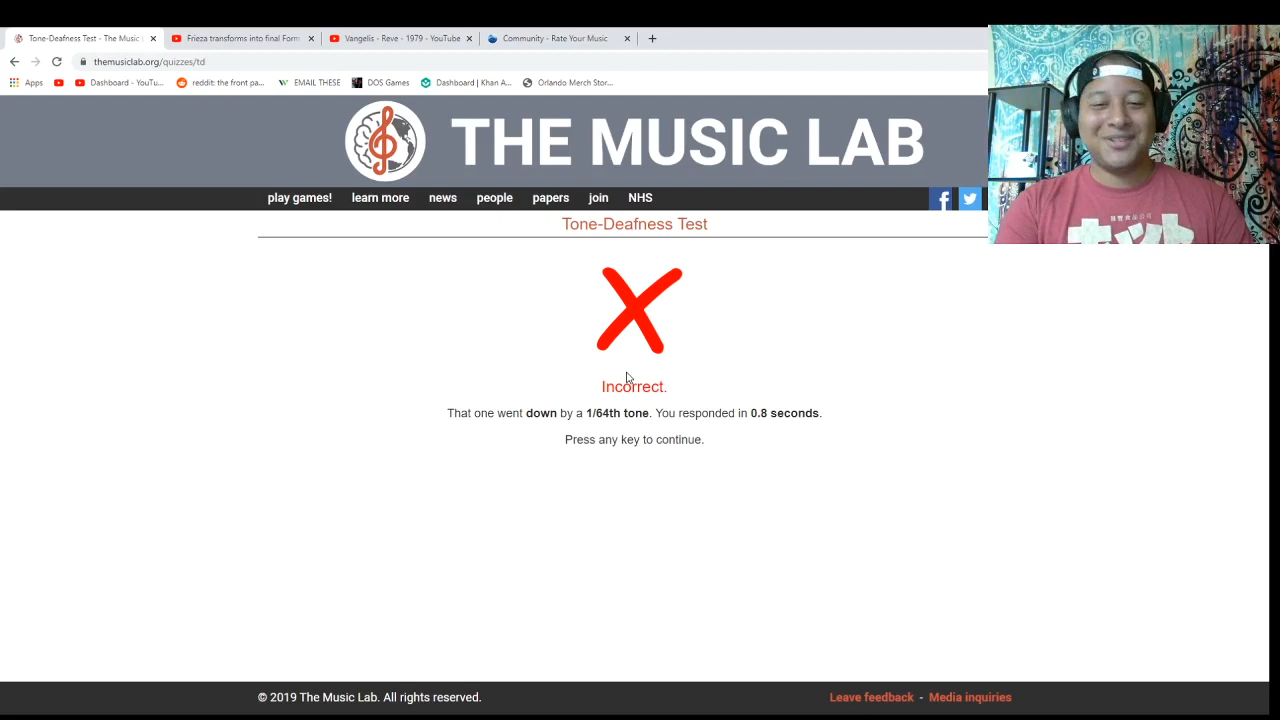 Tone-Deafness Test - The Music
Frieza transforms into final Form
Vangelis - Reve - 1979 - YouTube
Community - Rate Your Music
themusiclab.org/quizzes/td
Apps
Dashboard - YouTu...
reddit: the front pa...
EMAIL THESE
DOS Games
Dashboard | Khan A...
Orlando Merch Stor...
THE MUSIC LAB
play games! learn more news people papers join NHS
Tone-Deafness Test
Incorrect.
That one went down by a 1/64th tone. You responded in 0.8 seconds.
Press any key to continue.
© 2019 The Music Lab. All rights reserved.
Leave feedback - Media inquiries